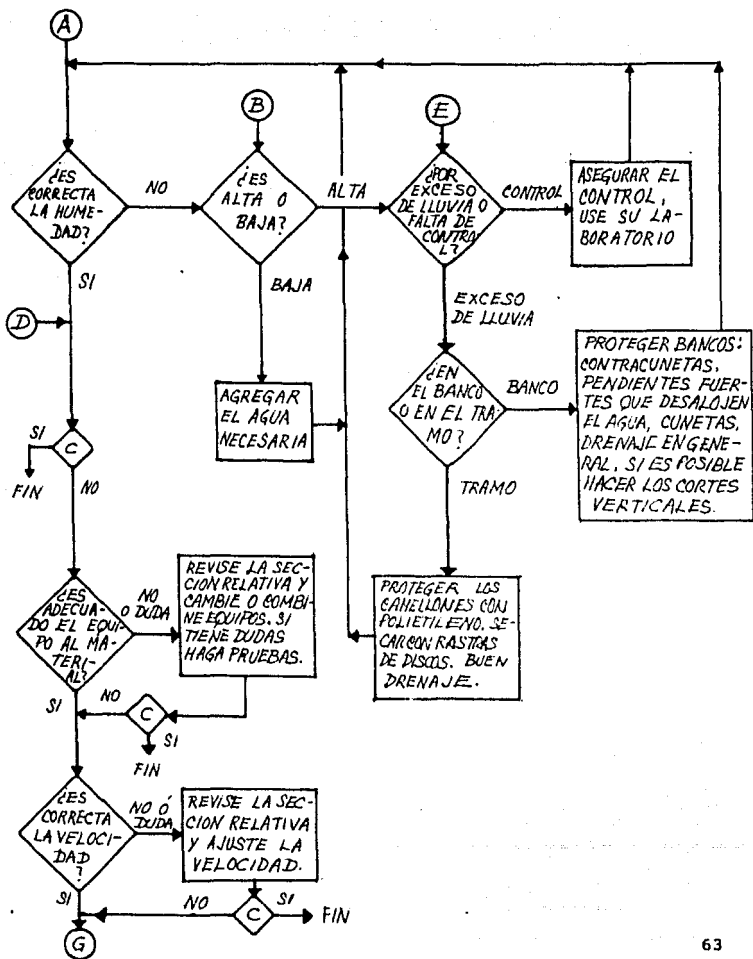 A
B
E
¿ES
CORRECTA
LA HUME-
DAD?
NO
¿ES
ALTA O
BAJA?
ALTA
¿POR
EXCESO
DE LLUVIA O
FALTA DE
CONTRO
L?
CONTROL
ASEGURAR EL
CONTROL,
USE SU LA-
BORATORIO
SI
BAJA
EXCESO
DE LLUVIA
D
AGREGAR
EL AGUA
NECESARIA
¿EN
EL BANCO
O EN EL TRA-
MO?
BANCO
PROTEGER BANCOS:
CONTRACUNETAS,
PENDIENTES FUER-
TES QUE DESALOJEN
EL AGUA, CUNETAS,
DRENAJE EN GENE-
RAL, SI ES POSIBLE
HACER LOS CORTES
VERTICALES.
SI
C
FIN
NO
TRAMO
¿ES
ADECUA
DO EL EQUI-
PO AL MA-
TERI-
AL?
NO
O DUDA
REVISE LA SEC-
CION RELATIVA Y
CAMBIE O COMBI-
NE EQUIPOS. SI
TIENE DUDAS
HAGA PRUEBAS.
PROTEGER LOS
CAMELLONES CON
POLIETILENO. SE-
CAR CON RASTRAS
DE DISCOS. BUEN
DRENAJE.
SI
NO
C
SI
FIN
¿ES
CORRECTA
LA VELOCI-
DAD
?
NO Ó
DUDA
REVISE LA SEC-
CION RELATIVA
Y AJUSTE LA
VELOCIDAD.
SI
NO
C
SI
FIN
G
63